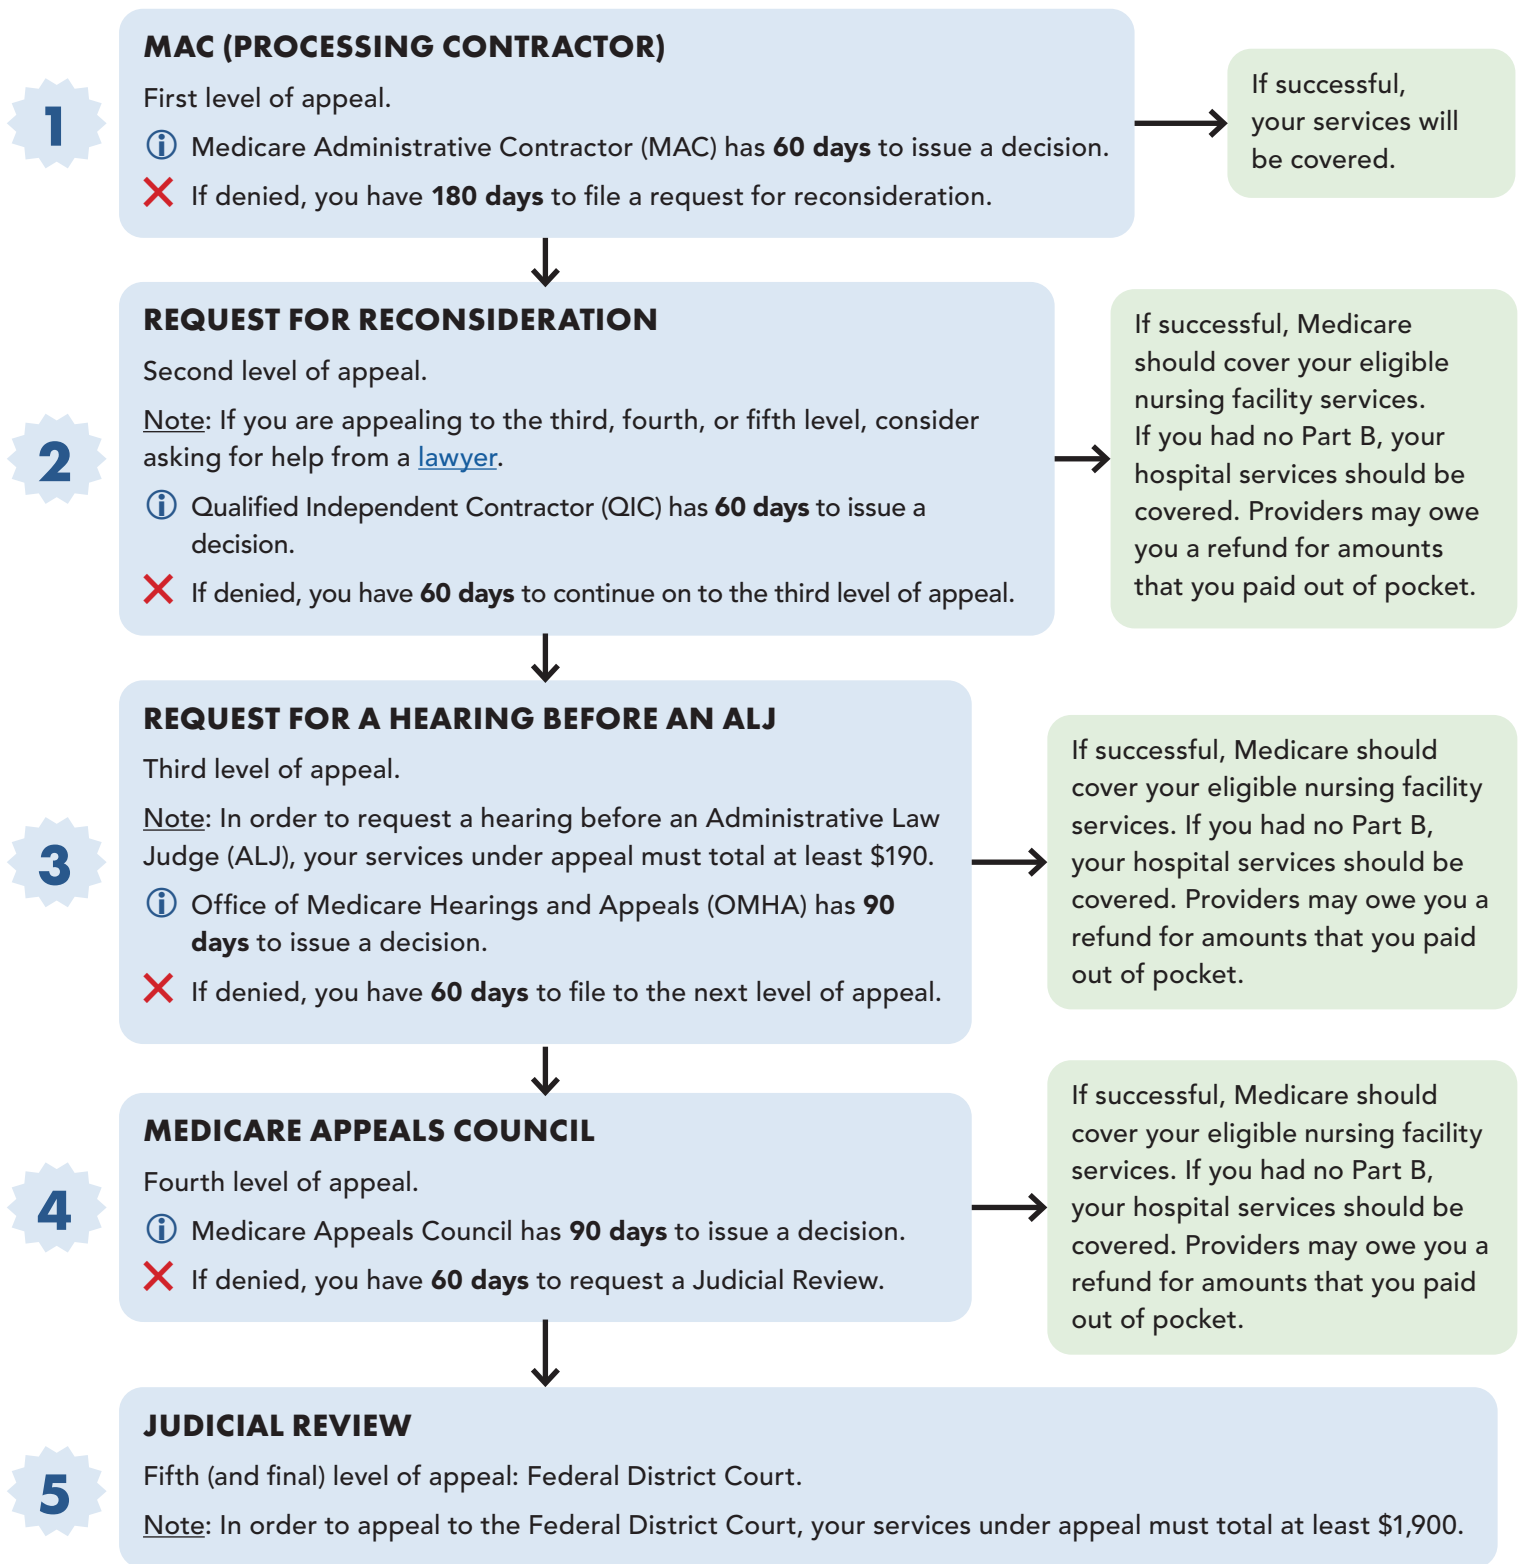 1
MAC (PROCESSING CONTRACTOR)
First level of appeal.
Medicare Administrative Contractor (MAC) has 60 days to issue a decision.
If denied, you have 180 days to file a request for reconsideration.
If successful,
your services will
be covered.
2
REQUEST FOR RECONSIDERATION
Second level of appeal.
Note: If you are appealing to the third, fourth, or fifth level, consider
asking for help from a lawyer.
Qualified Independent Contractor (QIC) has 60 days to issue a
decision.
If denied, you have 60 days to continue on to the third level of appeal.
If successful, Medicare
should cover your eligible
nursing facility services.
If you had no Part B, your
hospital services should be
covered. Providers may owe
you a refund for amounts
that you paid out of pocket.
3
REQUEST FOR A HEARING BEFORE AN ALJ
Third level of appeal.
Note: In order to request a hearing before an Administrative Law
Judge (ALJ), your services under appeal must total at least $190.
Office of Medicare Hearings and Appeals (OMHA) has 90
days to issue a decision.
If denied, you have 60 days to file to the next level of appeal.
If successful, Medicare should
cover your eligible nursing facility
services. If you had no Part B,
your hospital services should be
covered. Providers may owe you a
refund for amounts that you paid
out of pocket.
4
MEDICARE APPEALS COUNCIL
Fourth level of appeal.
Medicare Appeals Council has 90 days to issue a decision.
If denied, you have 60 days to request a Judicial Review.
If successful, Medicare should
cover your eligible nursing facility
services. If you had no Part B,
your hospital services should be
covered. Providers may owe you a
refund for amounts that you paid
out of pocket.
5
JUDICIAL REVIEW
Fifth (and final) level of appeal: Federal District Court.
Note: In order to appeal to the Federal District Court, your services under appeal must total at least $1,900.